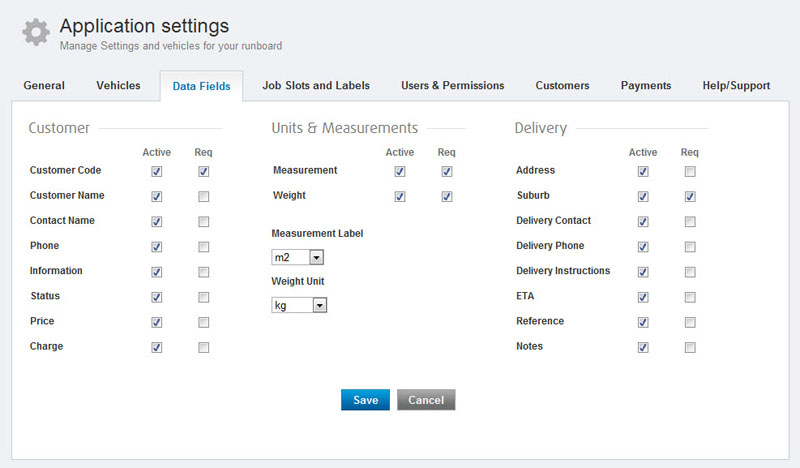 Application settings
Manage Settings and vehicles for your runboard
General Vehicles Data Fields Job Slots and Labels Users & Permissions Customers Payments Help/Support
Customer
Active Req
Customer Code
Customer Name
Contact Name
Phone
Information
Status
Price
Charge
Units & Measurements
Active Req
Measurement
Weight
Measurement Label
m2
Weight Unit
kg
Delivery
Active Req
Address
Suburb
Delivery Contact
Delivery Phone
Delivery Instructions
ETA
Reference
Notes
Save Cancel